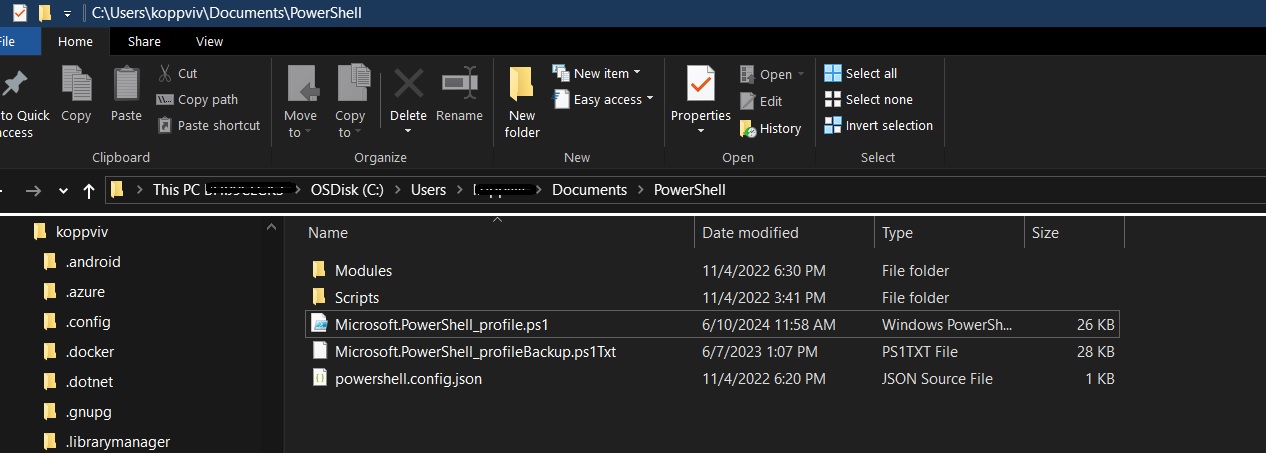 C:\Users\koppviv\Documents\PowerShell
File Home Share View
to Quick access
Copy
Paste
Cut
Copy path
Paste shortcut
Clipboard
Move to
Copy to
Delete
Rename
Organize
New folder
New item
Easy access
New
Properties
Open
Edit
History
Open
Select all
Select none
Invert selection
Select
This PC > OSDisk (C:) > Users > > Documents > PowerShell
koppviv
.android
.azure
.config
.docker
.dotnet
.gnupg
.librarymanager
Name Date modified Type Size
Modules 11/4/2022 6:30 PM File folder
Scripts 11/4/2022 3:41 PM File folder
Microsoft.PowerShell_profile.ps1 6/10/2024 11:58 AM Windows PowerSh... 26 KB
Microsoft.PowerShell_profileBackup.ps1Txt 6/7/2023 1:07 PM PS1TXT File 28 KB
powershell.config.json 11/4/2022 6:20 PM JSON Source File 1 KB